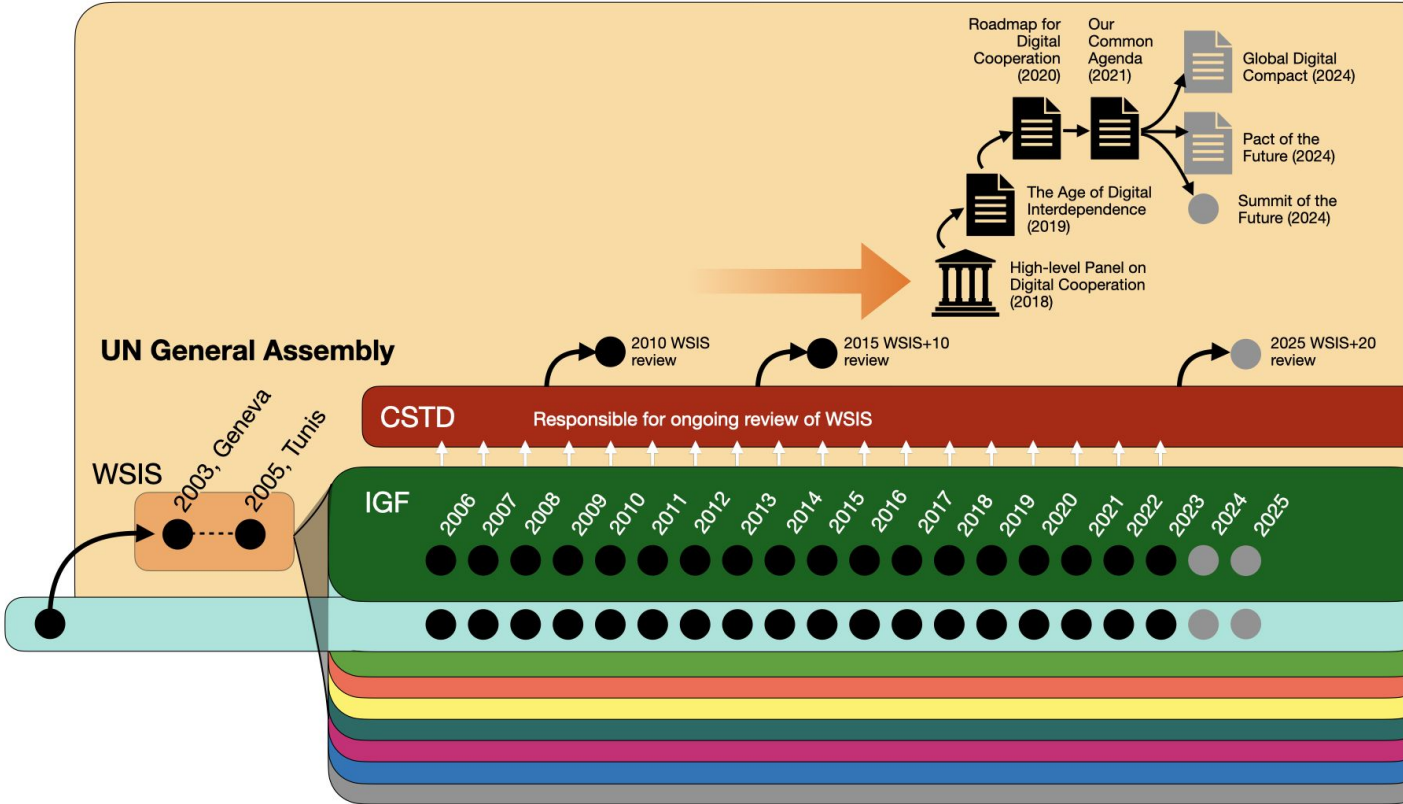 Roadmap for
Digital
Cooperation
(2020)
Our
Common
Agenda
(2021)
Global Digital
Compact (2024)
Pact of the
Future (2024)
The Age of Digital
Interdependence
(2019)
Summit of the
Future (2024)
High-level Panel on
Digital Cooperation
(2018)
UN General Assembly
2010 WSIS
review
2015 WSIS+10
review
2025 WSIS+20
review
CSTD
Responsible for ongoing review of WSIS
WSIS
2003, Geneva
2005, Tunis
IGF
2006
2007
2008
2009
2010
2011
2012
2013
2014
2015
2016
2017
2018
2019
2020
2021
2022
2023
2024
2025